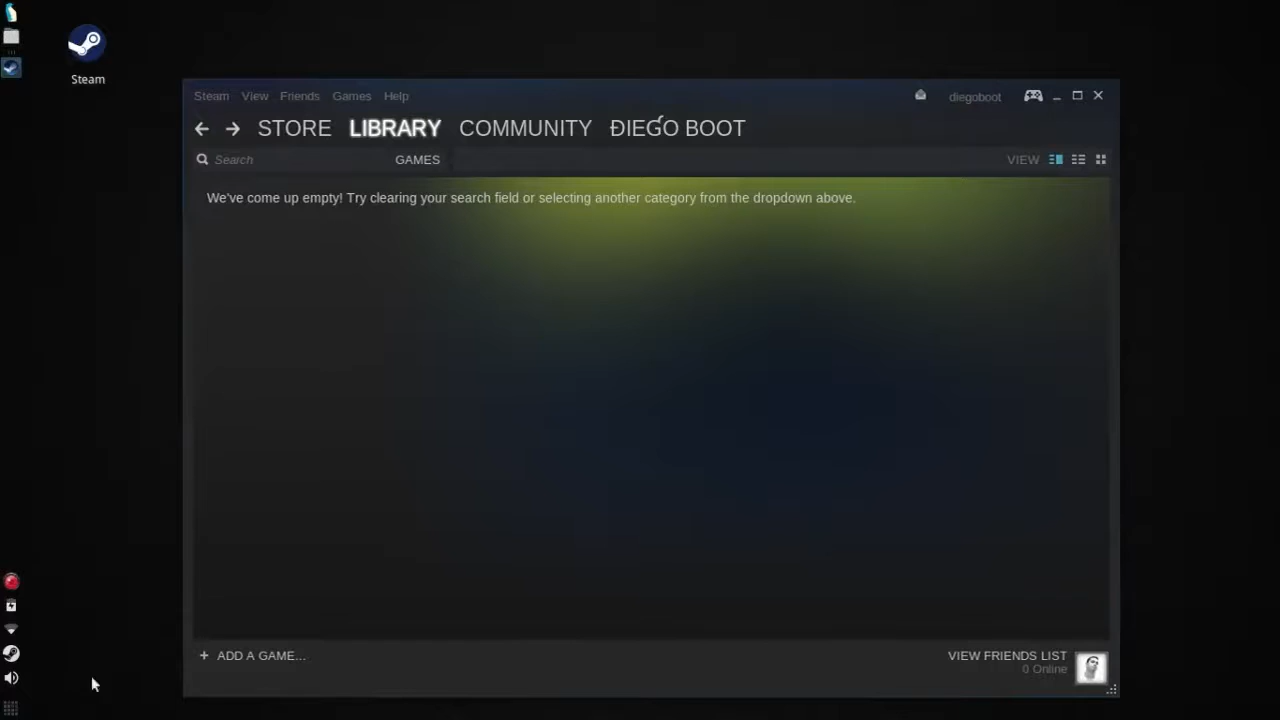 Steam
Steam View Friends Games Help
diegoboot
STORE LIBRARY COMMUNITY ĐIEƓO BOOT
Search
GAMES
VIEW
We've come up empty! Try clearing your search field or selecting another category from the dropdown above.
+ ADD A GAME...
VIEW FRIENDS LIST
0 Online